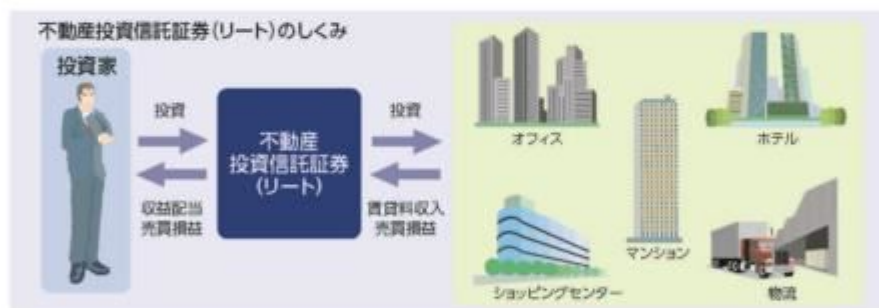 不動産投資信託証券(リート)のしくみ
投資家
投資
収益配当
売買損益
不動産
投資信託証券
(リート)
投資
賃貸料収入
売買損益
オフィス
ホテル
マンション
ショッピングセンター
物流